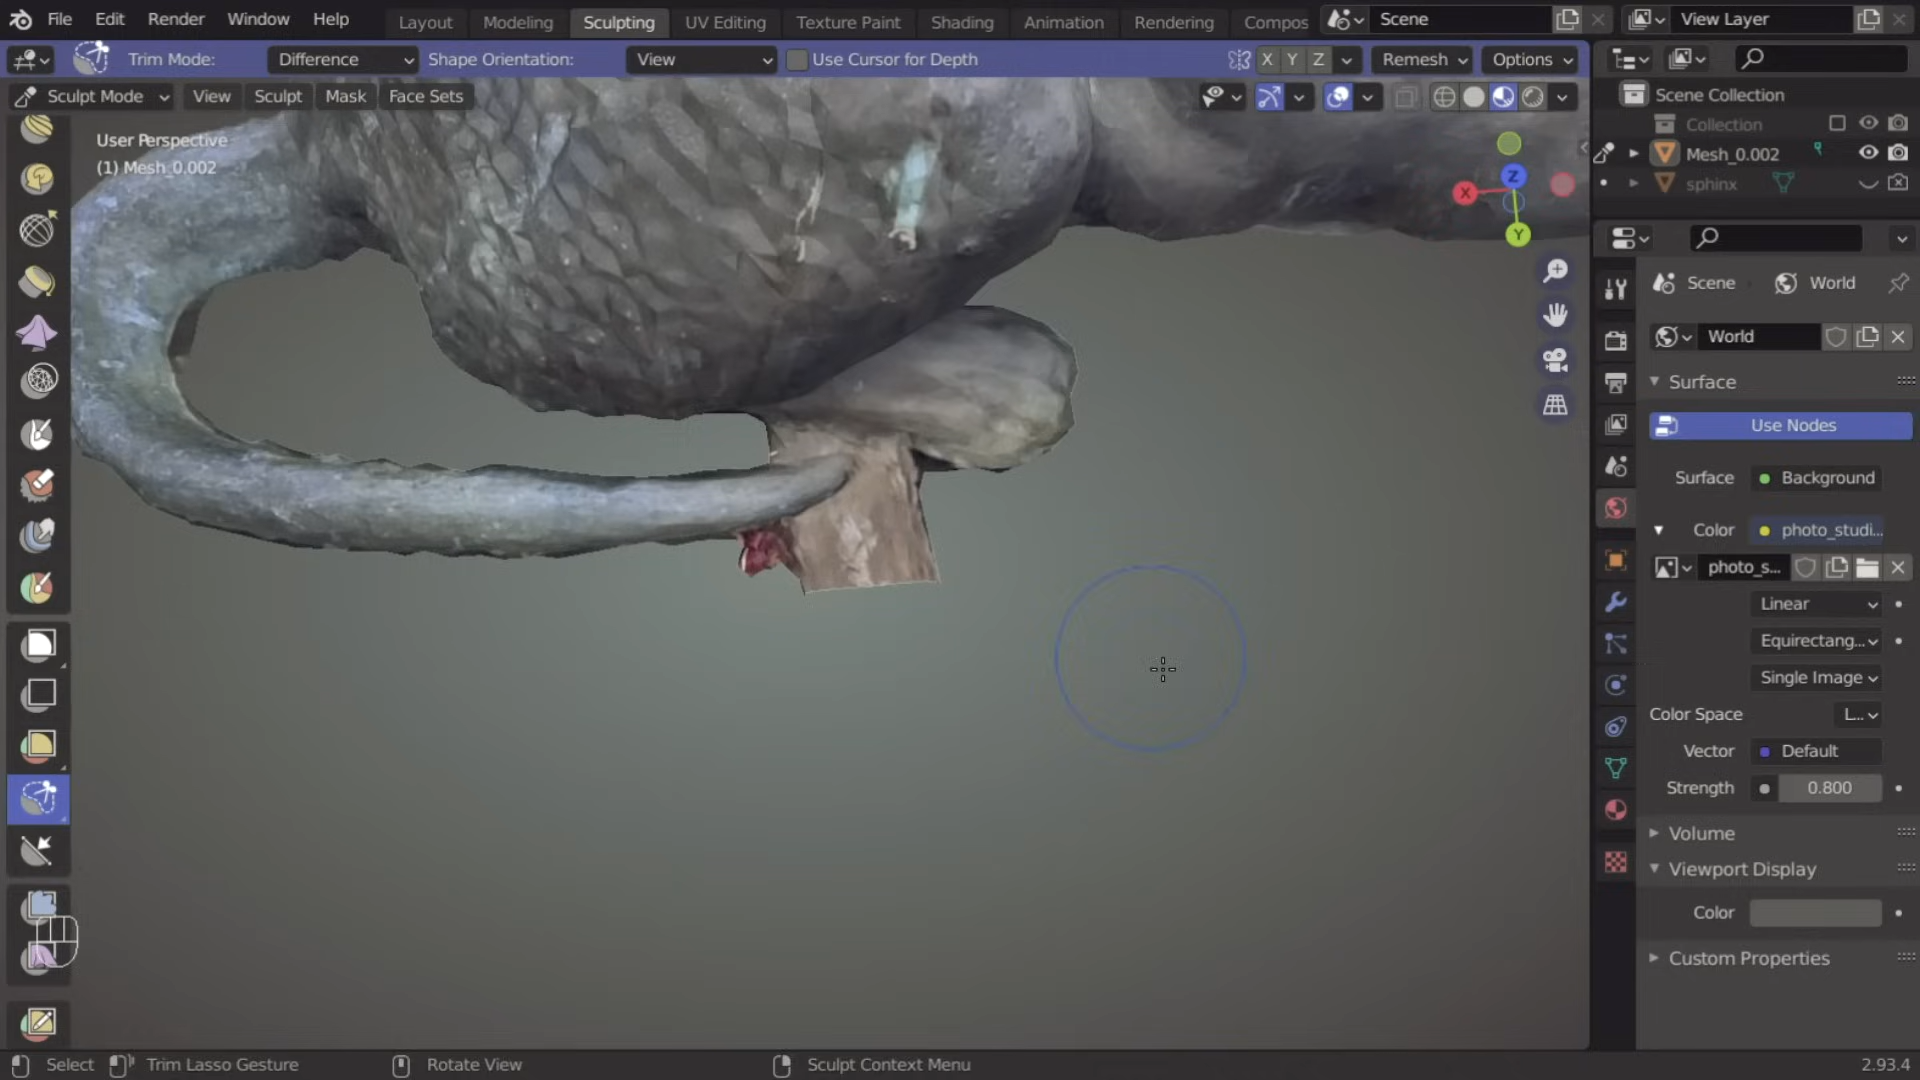 File Edit Render Window Help
Layout Modeling Sculpting UV Editing Texture Paint Shading Animation Rendering Compos
Scene
View Layer
Trim Mode: Difference Shape Orientation: View Use Cursor for Depth
X Y Z Remesh Options
Sculpt Mode View Sculpt Mask Face Sets
User Perspective
(1) Mesh_0.002
X Z Y
Scene Collection
Collection
Mesh_0.002
sphinx
Scene World
World
Surface
Use Nodes
Surface Background
Color photo_studi...
photo_s...
Linear
Equirectang...
Single Image
Color Space L...
Vector Default
Strength 0.800
Volume
Viewport Display
Color
Custom Properties
Select Trim Lasso Gesture Rotate View Sculpt Context Menu 2.93.4